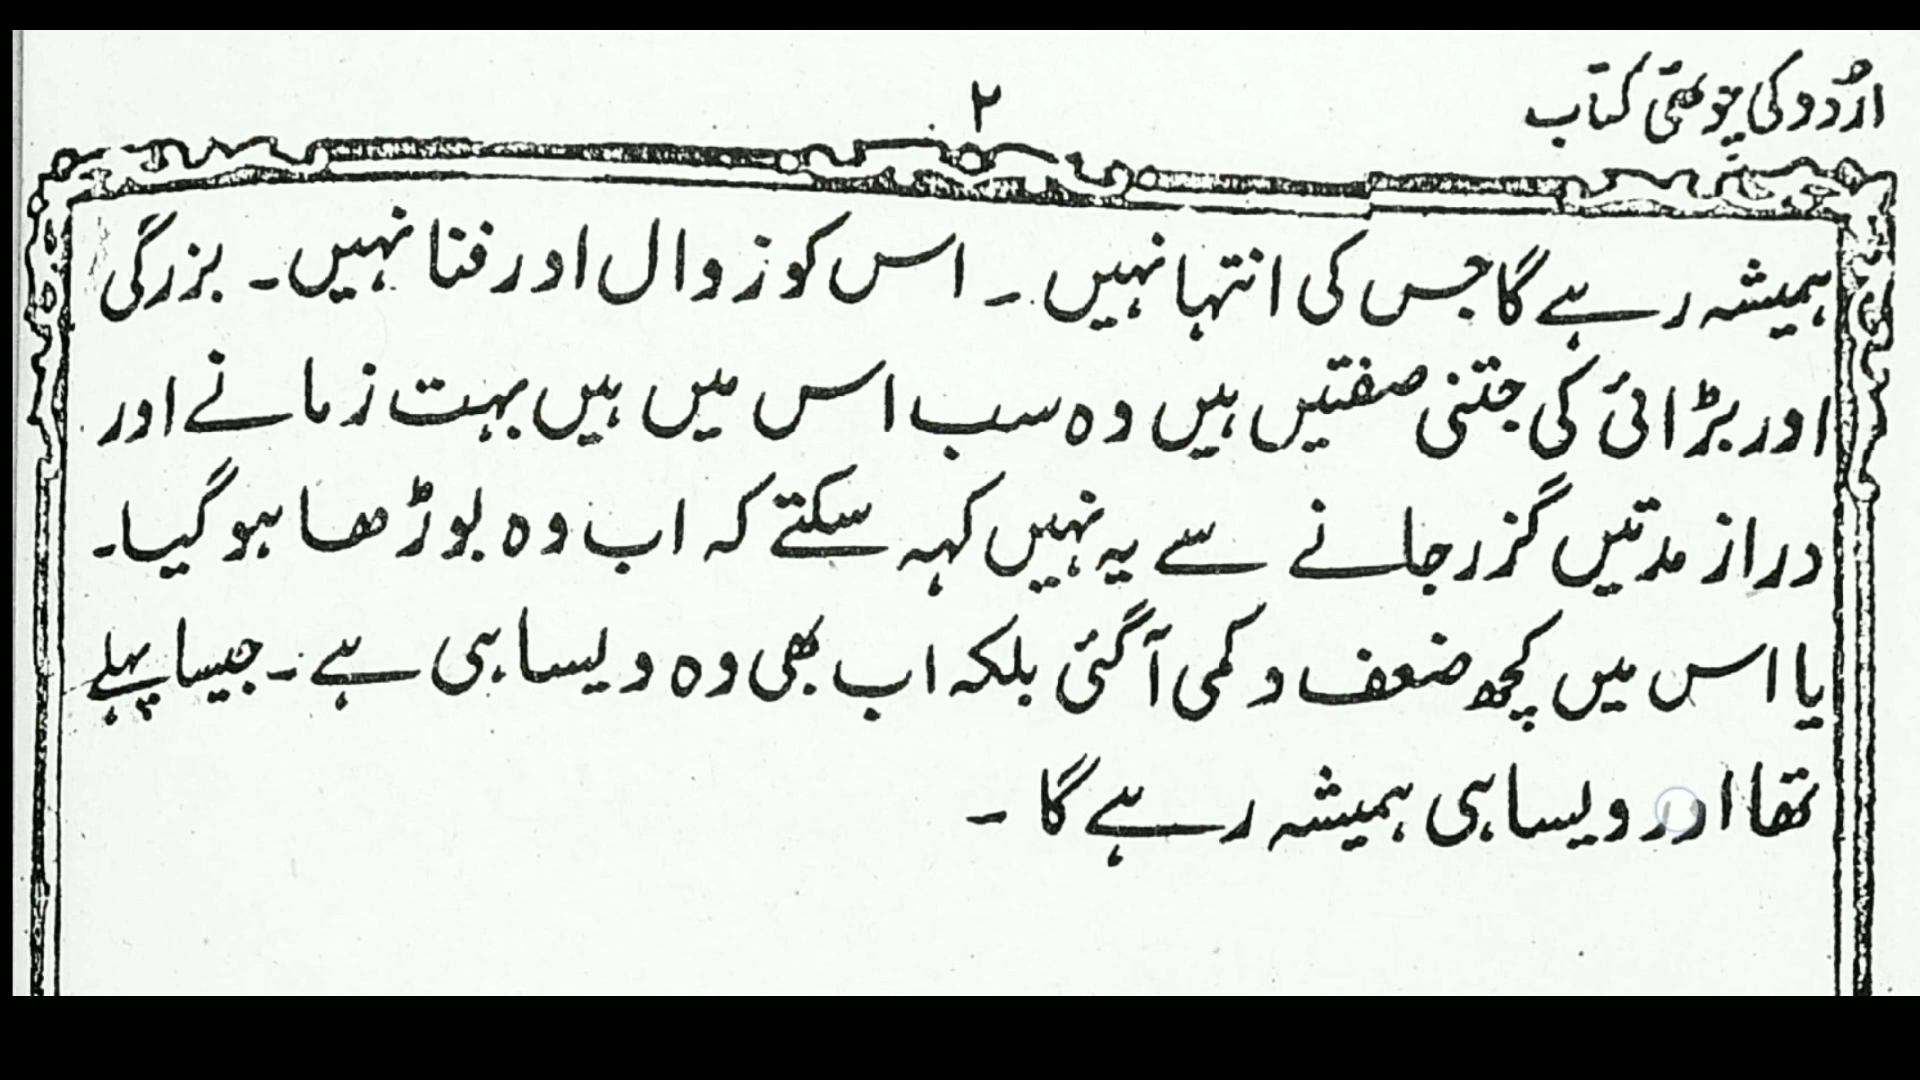 اُردو کی چوتھی کتاب
۲
ہمیشہ رہے گا جس کی انتہا نہیں ۔ اس کو زوال اور فنا نہیں ۔ بزرگی
اور بڑائی کی جتنی صفتیں ہیں وہ سب اس میں ہیں بہت زمانے اور
دراز مدتیں گزر جانے سے یہ نہیں کہہ سکتے کہ اب وہ بوڑھا ہو گیا۔
یا اس میں کچھ ضعف و کمی آ گئی بلکہ اب بھی وہ ویسا ہی ہے ۔ جیسا پہلے
تھا اور ویسا ہی ہمیشہ رہے گا ۔